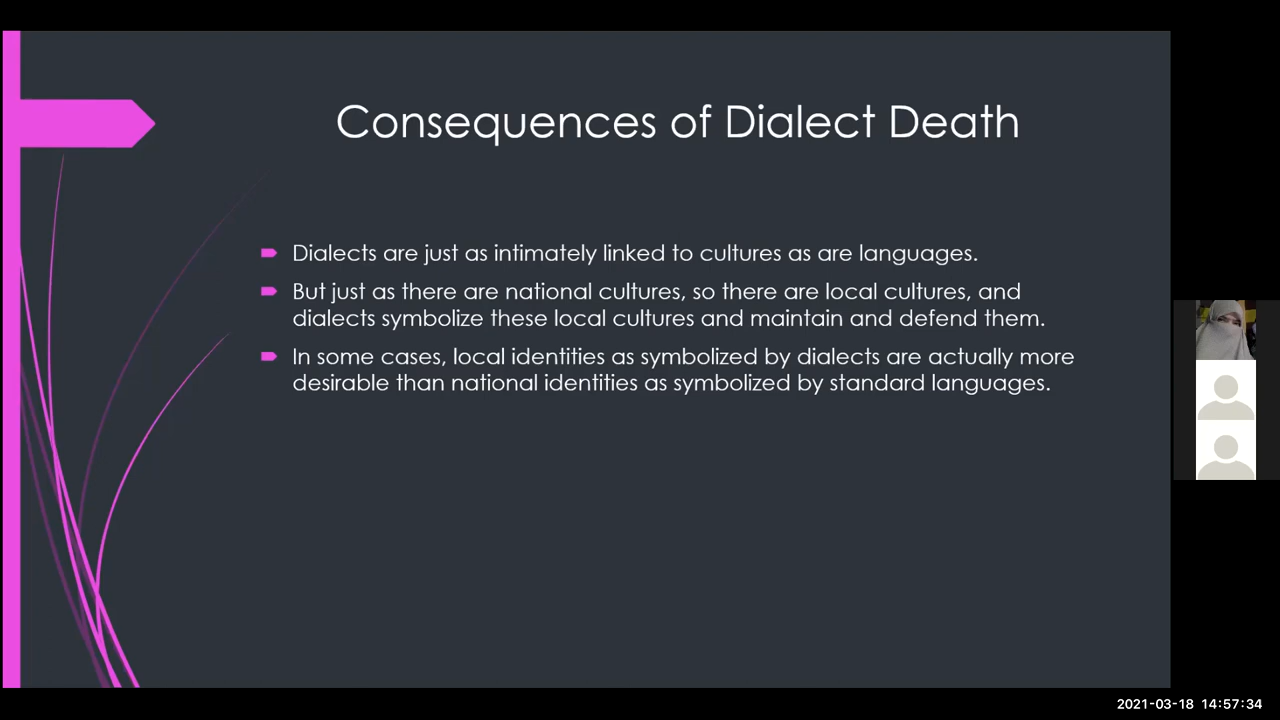 Consequences of Dialect Death
Dialects are just as intimately linked to cultures as are languages.
But just as there are national cultures, so there are local cultures, and
dialects symbolize these local cultures and maintain and defend them.
In some cases, local identities as symbolized by dialects are actually more
desirable than national identities as symbolized by standard languages.
2021-03-18 14:57:34